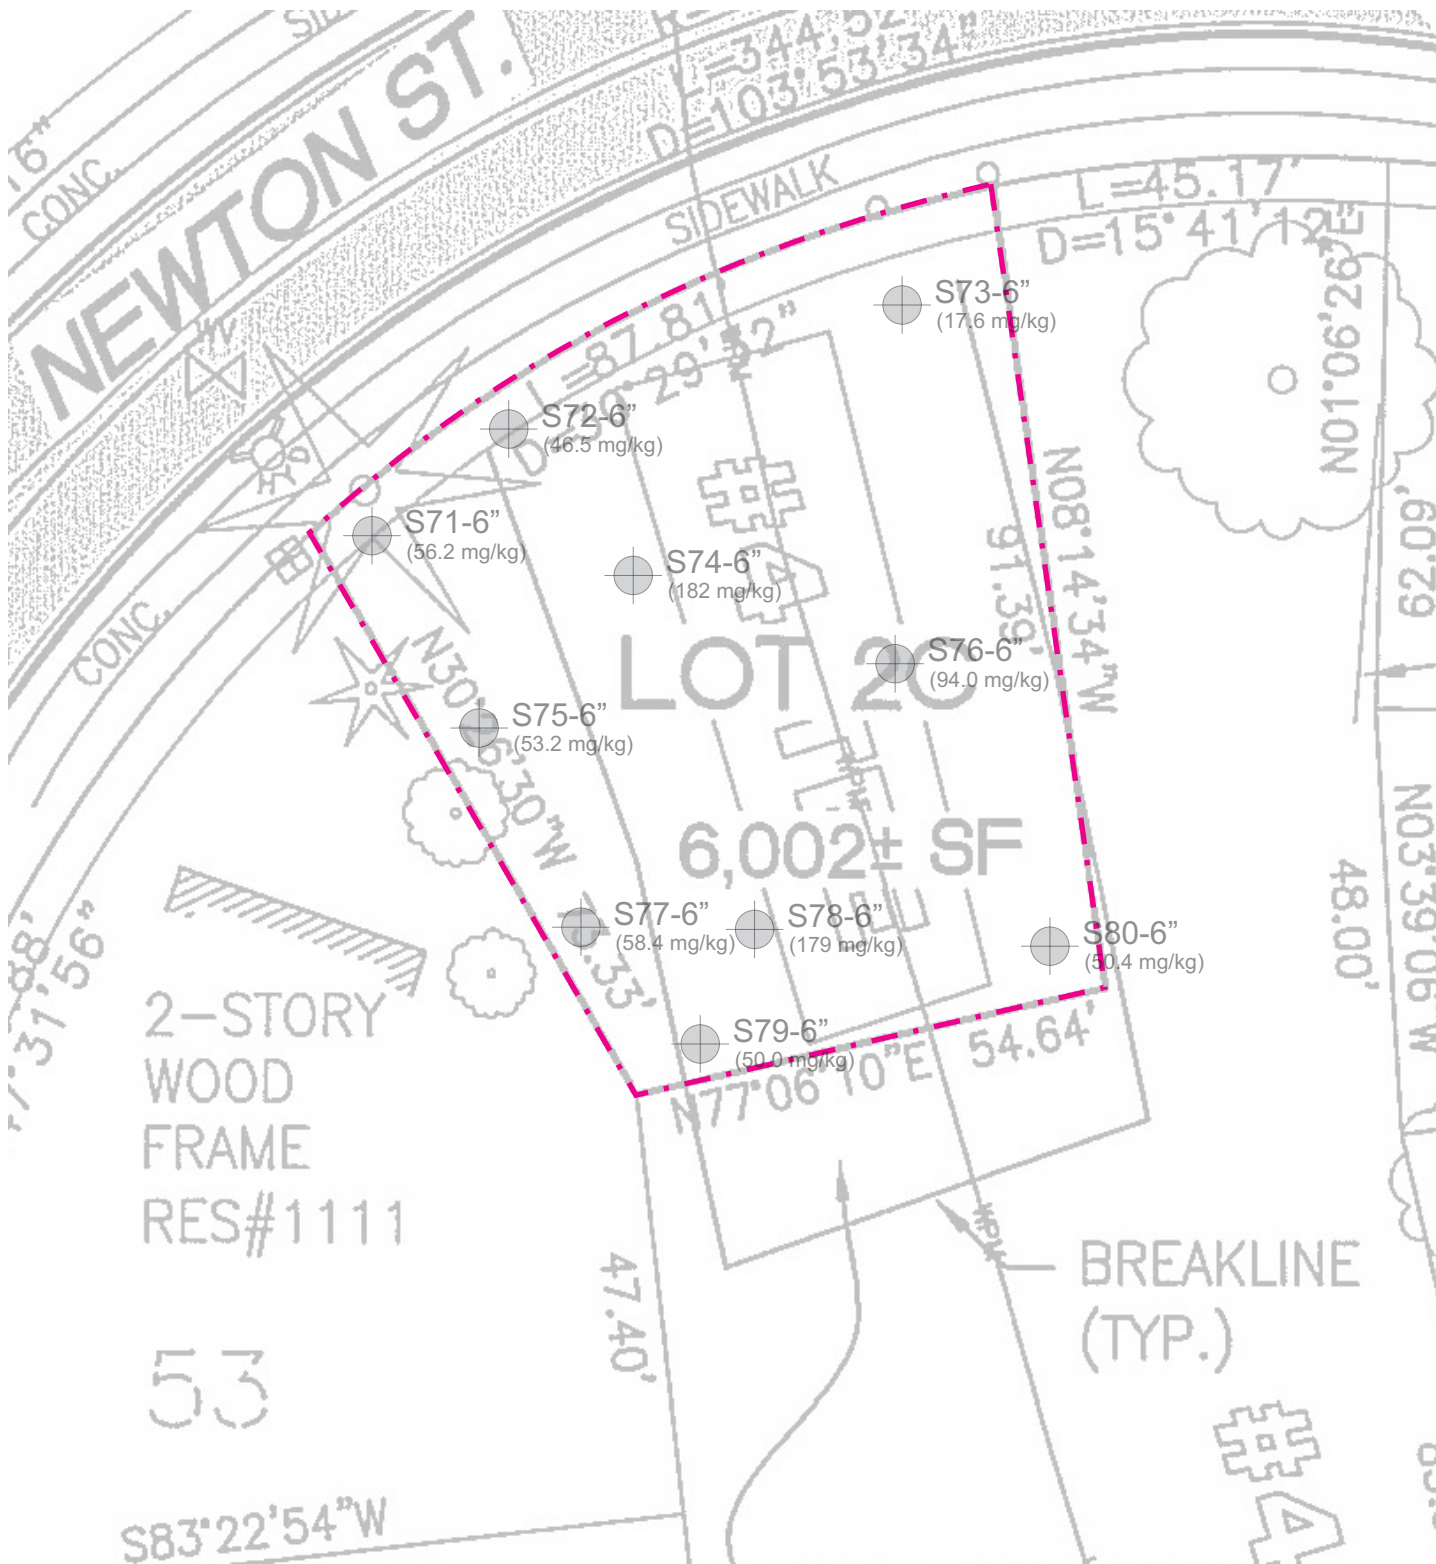 L=344.52'
D=103°53'34"
NEWTON ST.
CONC.
SIDEWALK
L=45.17'
D=15°41'12"
WV
L=87.81'
S73-6”
(17.6 mg/kg)
S72-6”
(46.5 mg/kg)
S71-6”
(56.2 mg/kg)
S74-6”
(182 mg/kg)
#4
N08°14'34"W
91.39'
CONC.
LOT 20
S76-6”
(94.0 mg/kg)
S75-6”
(53.2 mg/kg)
6,002± SF
S77-6”
(58.4 mg/kg)
S78-6”
(179 mg/kg)
S80-6”
(50.4 mg/kg)
S79-6”
(50.0 mg/kg)
N77°06'10"E 54.64'
N03°39'06"W
48.00'
2-STORY
WOOD
FRAME
RES#1111
47.40'
BREAKLINE
(TYP.)
53
#4
S83°22'54"W